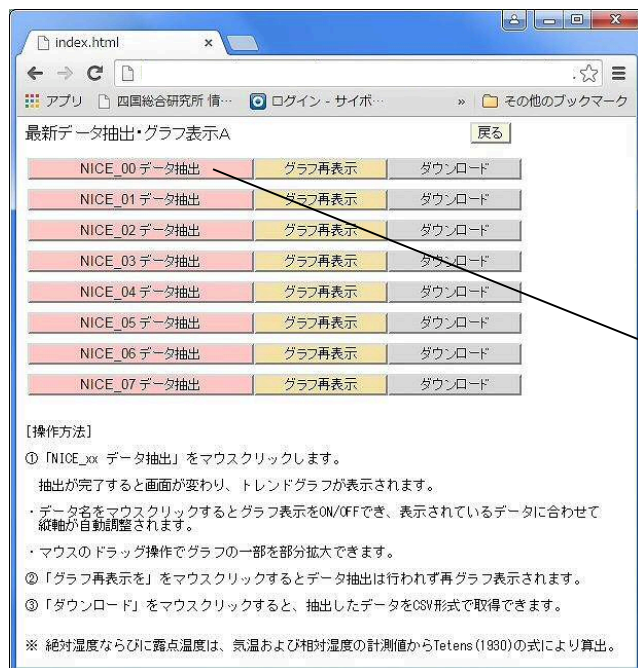 index.html
アプリ 四国総合研究所 情… ログイン - サイボ… » その他のブックマーク
最新データ抽出・グラフ表示A 戻る
NICE_00 データ抽出 グラフ再表示 ダウンロード
NICE_01 データ抽出 グラフ再表示 ダウンロード
NICE_02 データ抽出 グラフ再表示 ダウンロード
NICE_03 データ抽出 グラフ再表示 ダウンロード
NICE_04 データ抽出 グラフ再表示 ダウンロード
NICE_05 データ抽出 グラフ再表示 ダウンロード
NICE_06 データ抽出 グラフ再表示 ダウンロード
NICE_07 データ抽出 グラフ再表示 ダウンロード
[操作方法]
①「NICE_xx データ抽出」をマウスクリックします。
抽出が完了すると画面が変わり、トレンドグラフが表示されます。
・データ名をマウスクリックするとグラフ表示をON/OFFでき、表示されているデータに合わせて
縦軸が自動調整されます。
・マウスのドラッグ操作でグラフの一部を部分拡大できます。
②「グラフ再表示を」をマウスクリックするとデータ抽出は行われず再グラフ表示されます。
③「ダウンロード」をマウスクリックすると、抽出したデータをCSV形式で取得できます。
※ 絶対湿度ならびに露点温度は、気温および相対湿度の計測値からTetens(1930)の式により算出。